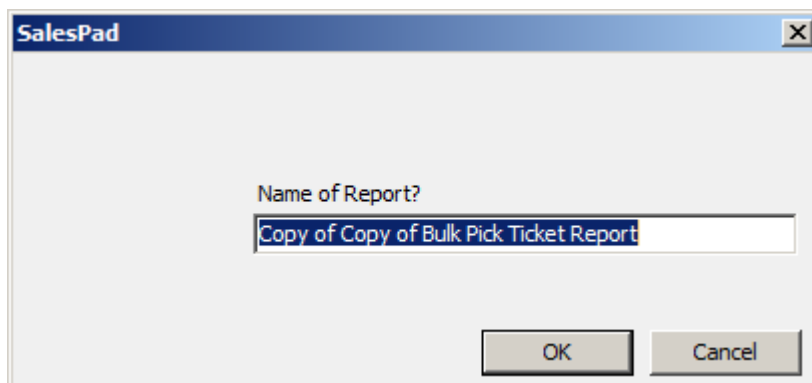 SalesPad
Name of Report?
Copy of Copy of Bulk Pick Ticket Report
OK Cancel